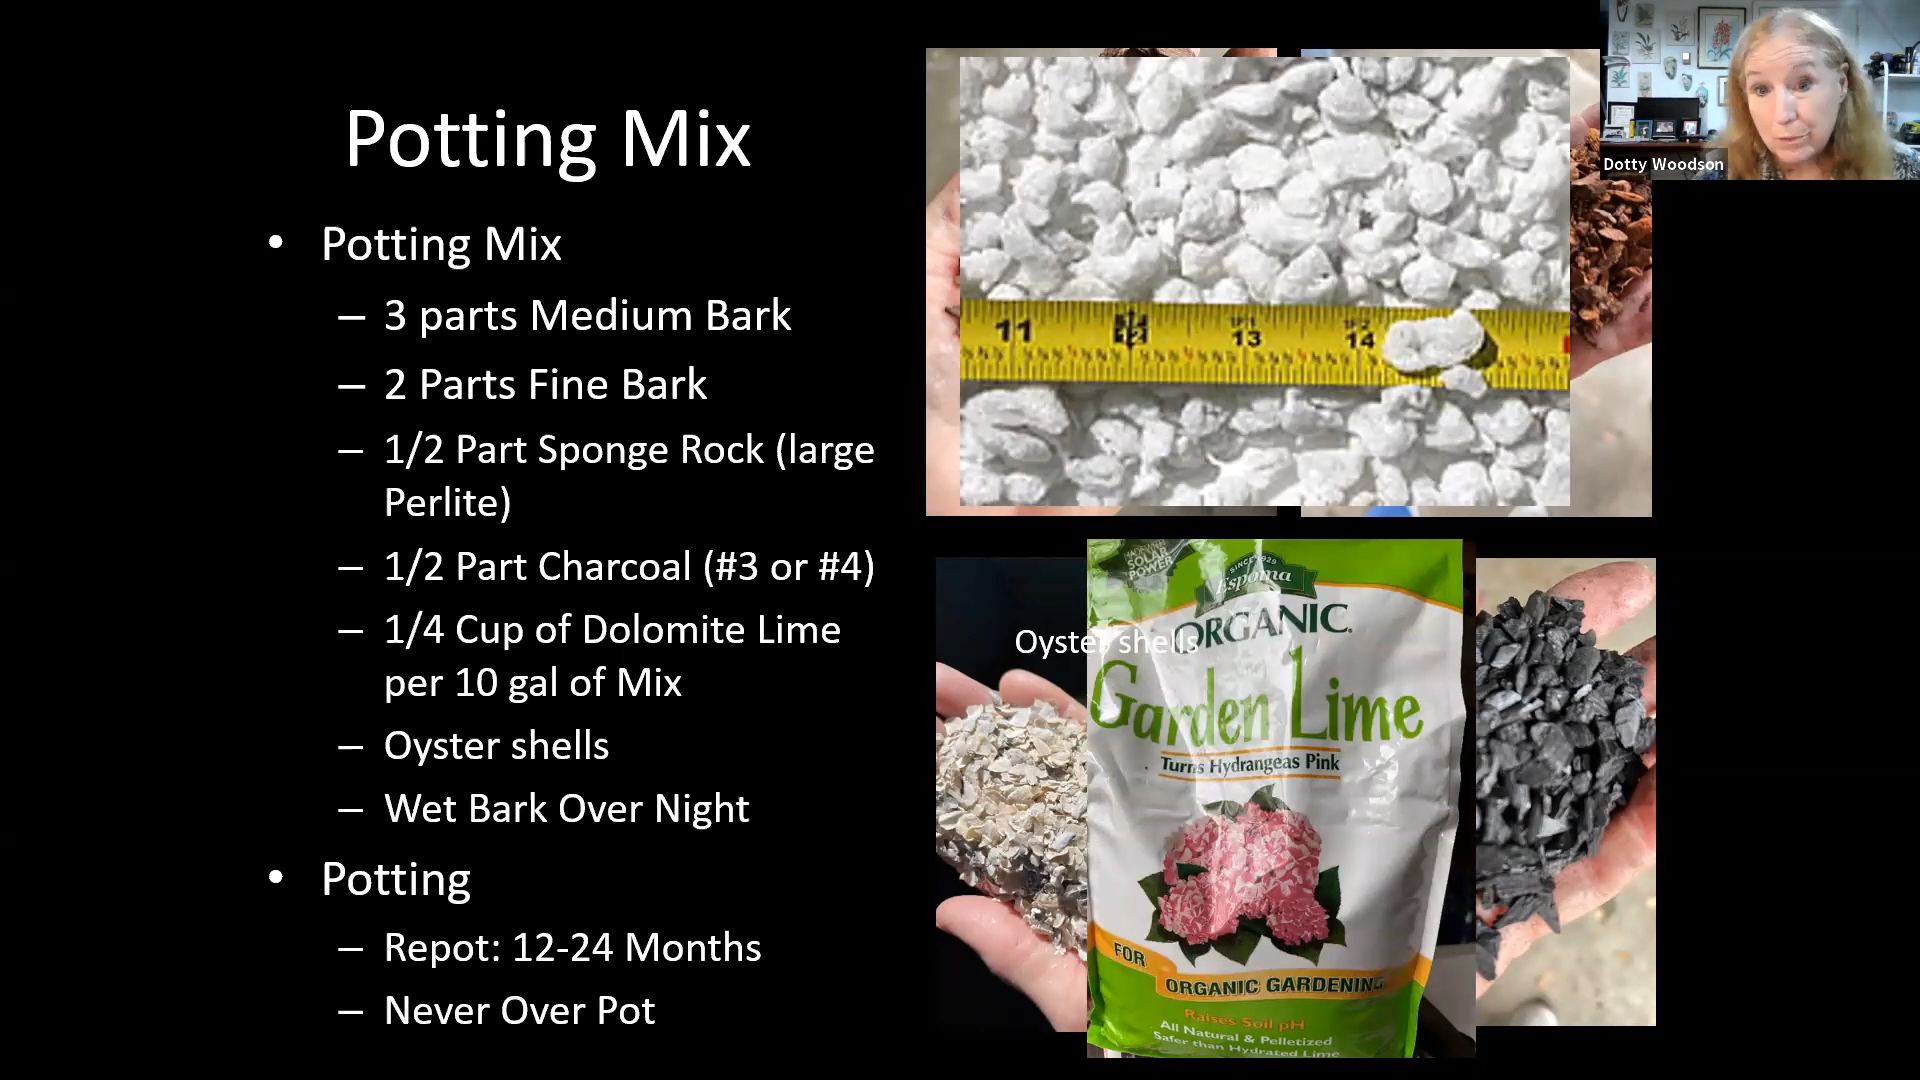 Potting Mix
• Potting Mix
– 3 parts Medium Bark
– 2 Parts Fine Bark
– 1/2 Part Sponge Rock (large
Perlite)
– 1/2 Part Charcoal (#3 or #4)
– 1/4 Cup of Dolomite Lime
per 10 gal of Mix
– Oyster shells
– Wet Bark Over Night
• Potting
– Repot: 12-24 Months
– Never Over Pot
Dotty Woodson
11 12 13 14
Oyster shells
SOLAR
POWER
SINCE 1929
Espoma
ORGANIC
Garden Lime
Turns Hydrangeas Pink
FOR
ORGANIC GARDENING
Raises Soil pH
All Natural & Pelletized
Safer than Hydrated Lime